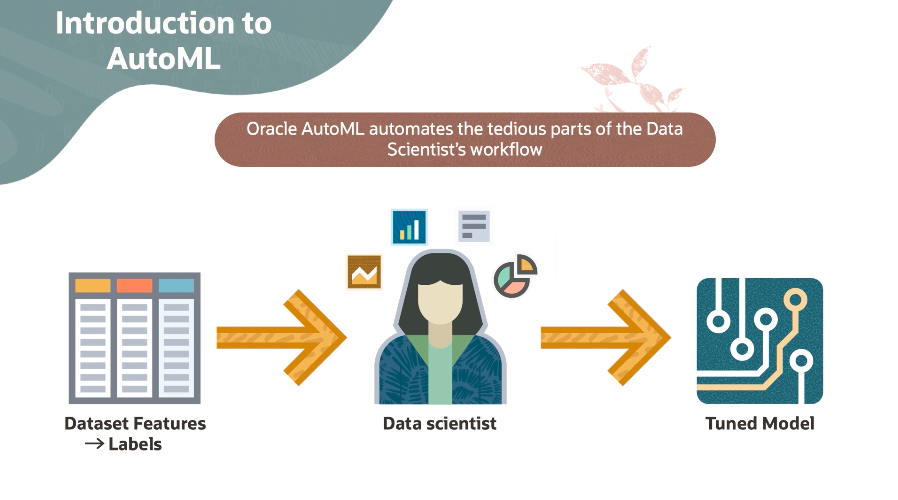 Introduction to
AutoML
Oracle AutoML automates the tedious parts of the Data
Scientist's workflow
Dataset Features
→ Labels
Data scientist
Tuned Model